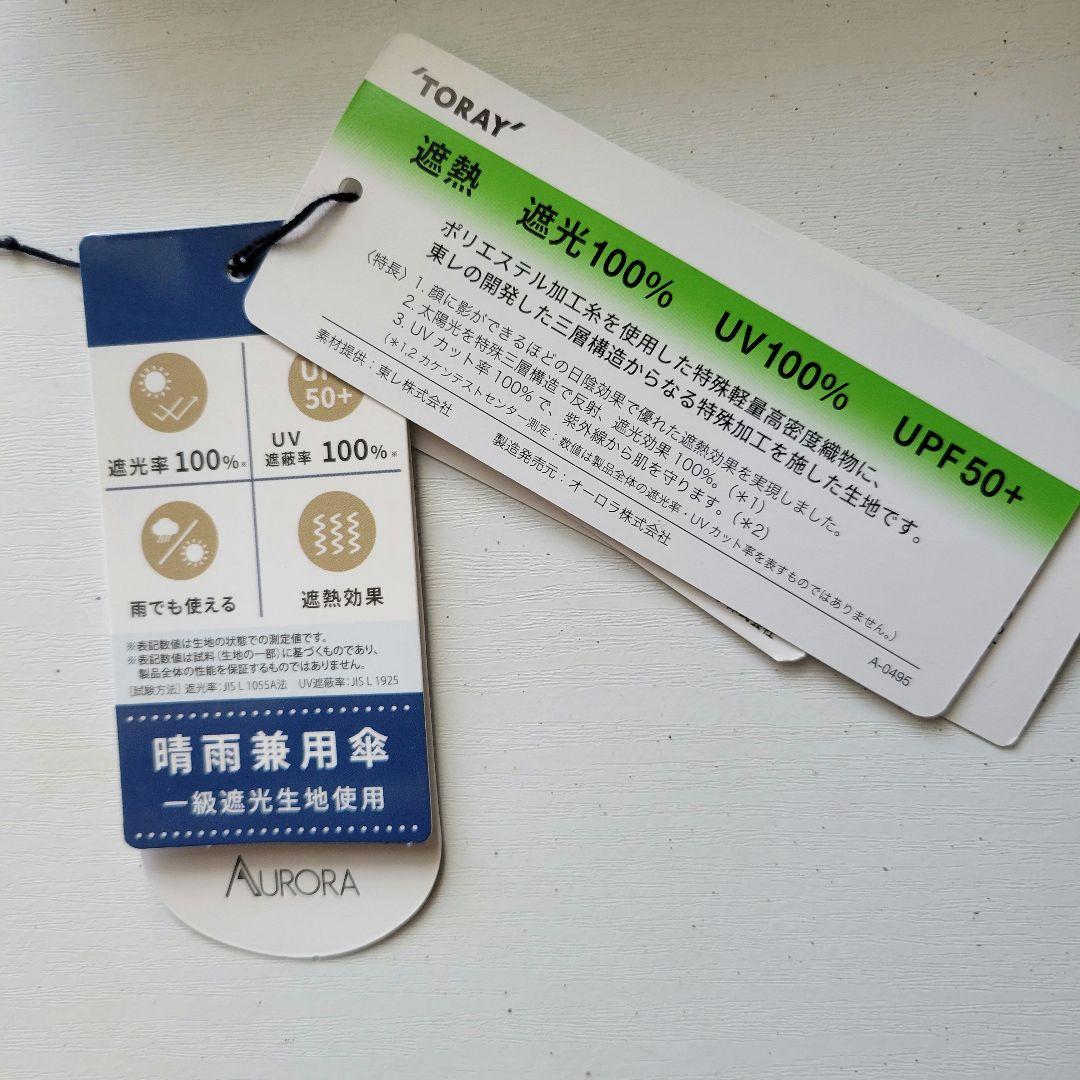 'TORAY'
遮熱 遮光100% UV100% UPF50+
ポリエステル加工糸を使用した特殊軽量高密度織物に、
東レの開発した三層構造からなる特殊加工を施した生地です。
〈特長〉1. 顔に影ができるほどの日陰効果で優れた遮熱効果を実現しました。
2. 太陽光を特殊三層構造で反射、遮光効果100%。(＊1)
3. UVカット率100%で、紫外線から肌を守ります。(＊2)
(＊1,2 カケンテストセンター測定：数値は製品全体の遮光率・UVカット率を表すものではありません。)
素材提供：東レ株式会社 製造発売元：オーロラ株式会社
A-0495
50+
遮光率 100%※
UV
遮蔽率 100%※
雨でも使える
遮熱効果
※表記数値は生地の状態での測定値です。
※表記数値は試料（生地の一部）に基づくものであり、
製品全体の性能を保証するものではありません。
［試験方法］遮光率：JIS L 1055A法 UV遮蔽率：JIS L 1925
晴雨兼用傘
一級遮光生地使用
AURORA